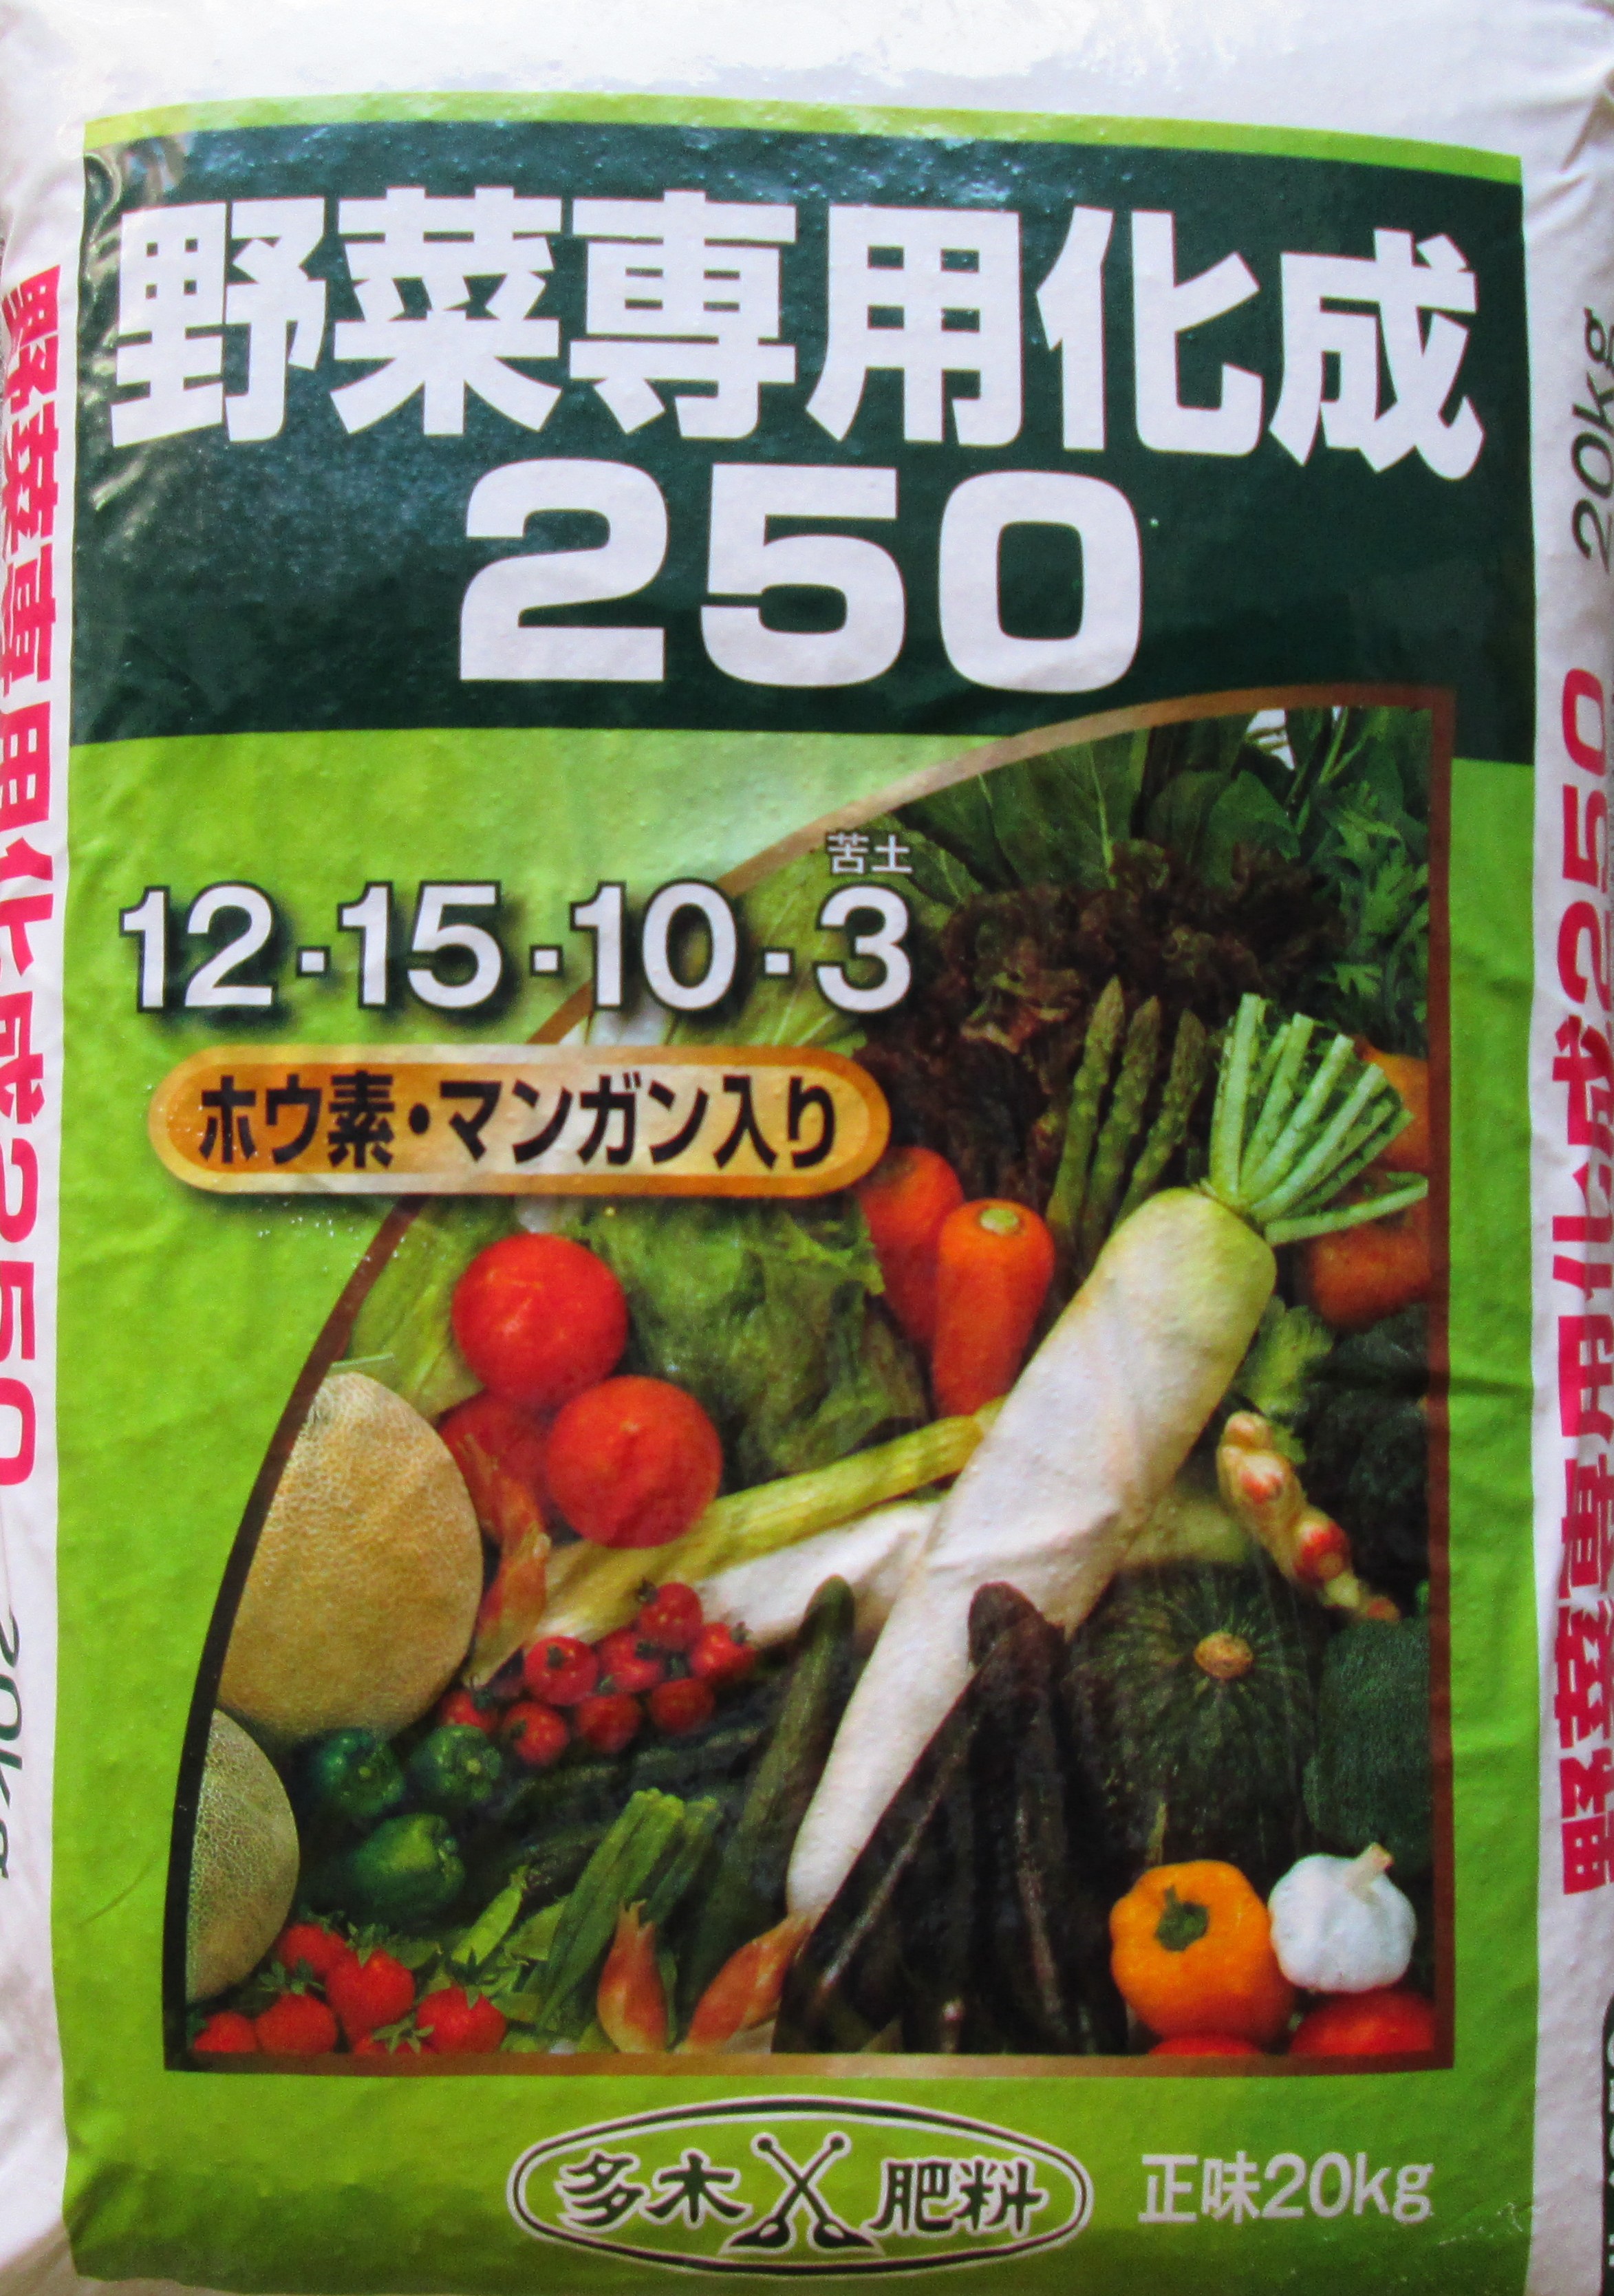 野菜専用化成
250
苦土
12-15-10-3
ホウ素・マンガン入り
多木 肥料
正味20kg
野菜専用化成250 20kg
野菜専用化成250 20kg